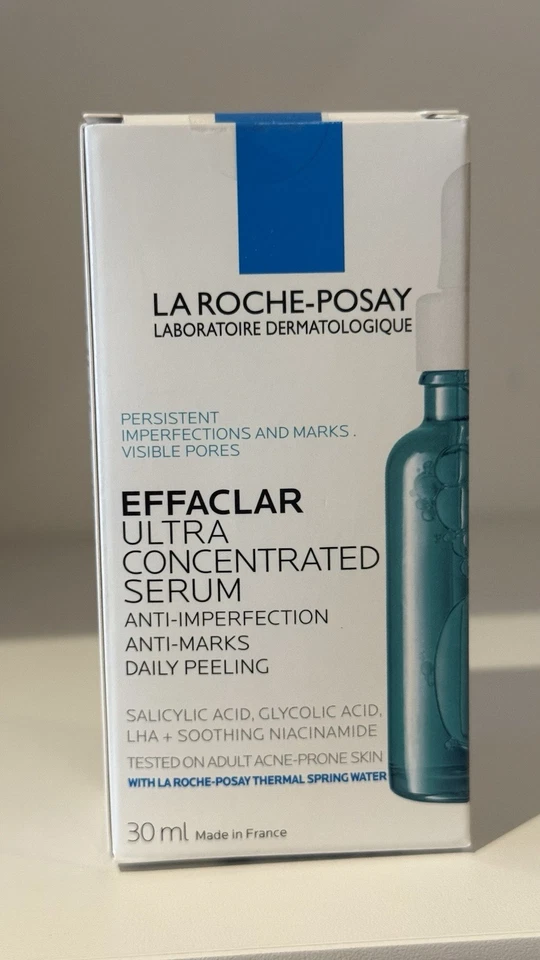 LA ROCHE-POSAY
LABORATOIRE DERMATOLOGIQUE
PERSISTENT
IMPERFECTIONS AND MARKS .
VISIBLE PORES
EFFACLAR
ULTRA
CONCENTRATED
SERUM
ANTI-IMPERFECTION
ANTI-MARKS
DAILY PEELING
SALICYLIC ACID, GLYCOLIC ACID,
LHA + SOOTHING NIACINAMIDE
TESTED ON ADULT ACNE-PRONE SKIN
WITH LA ROCHE-POSAY THERMAL SPRING WATER
30 ml Made in France